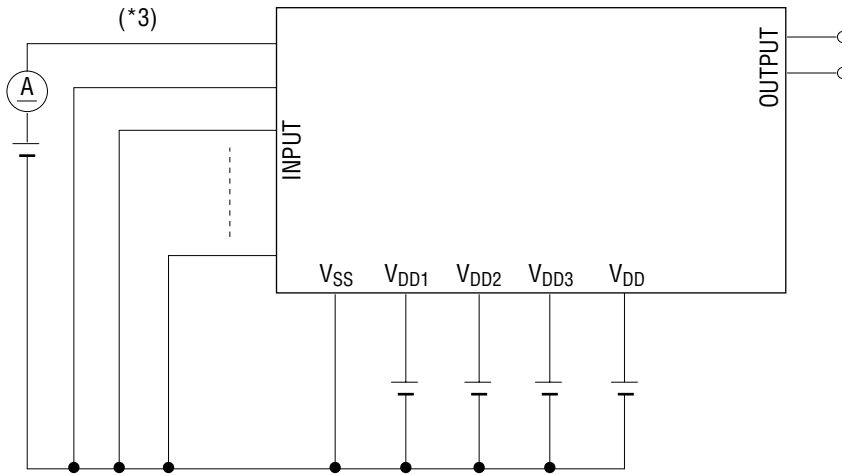 (*3)
A
INPUT
OUTPUT
VSS VDD1 VDD2 VDD3 VDD